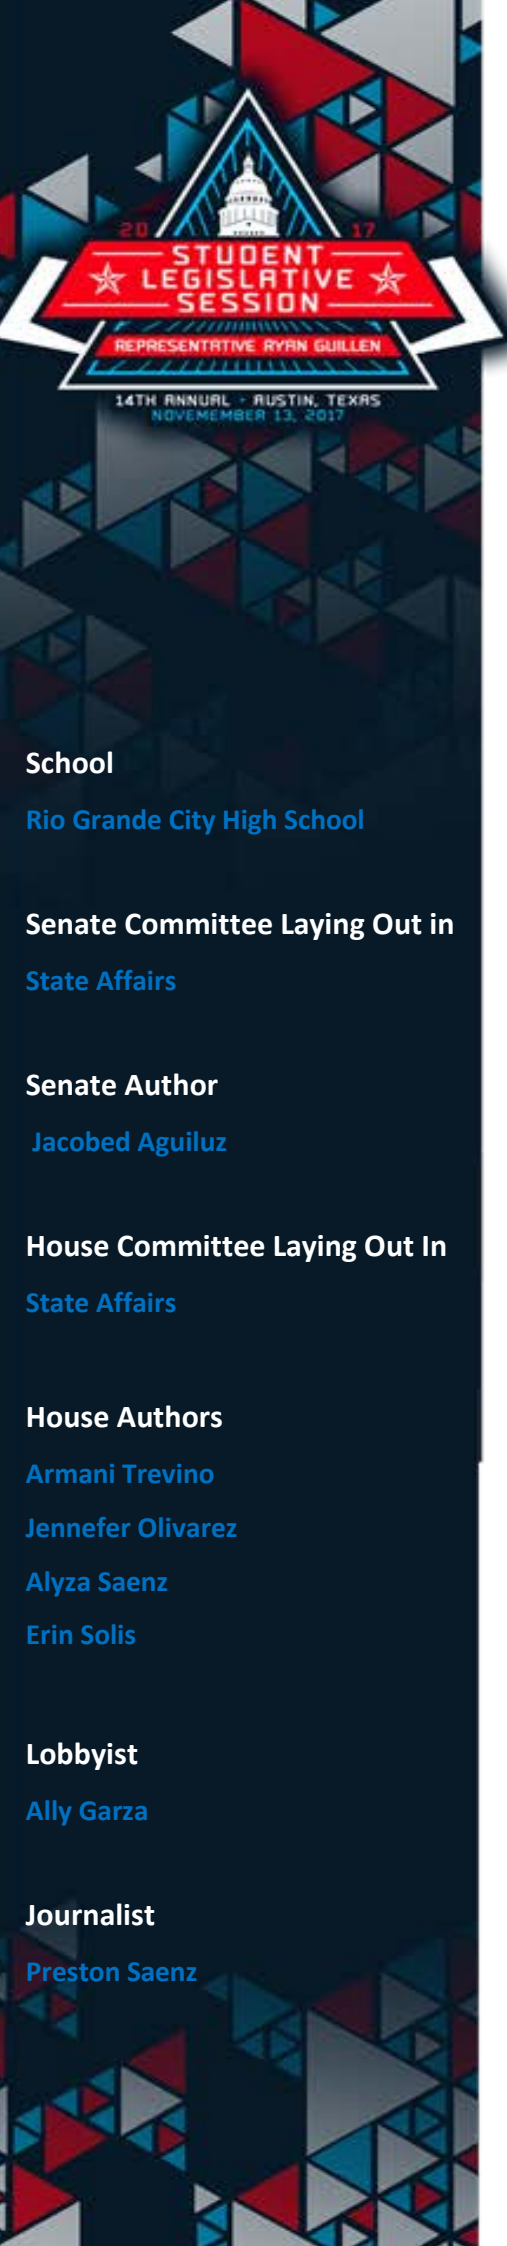 20 17
STUDENT
LEGISLATIVE
SESSION
REPRESENTATIVE RYAN GUILLEN
14TH ANNUAL - AUSTIN, TEXAS
NOVEMEMBER 13, 2017
School
Rio Grande City High School
Senate Committee Laying Out in
State Affairs
Senate Author
Jacobed Aguiluz
House Committee Laying Out In
State Affairs
House Authors
Armani Trevino
Jennefer Olivarez
Alyza Saenz
Erin Solis
Lobbyist
Ally Garza
Journalist
Preston Saenz